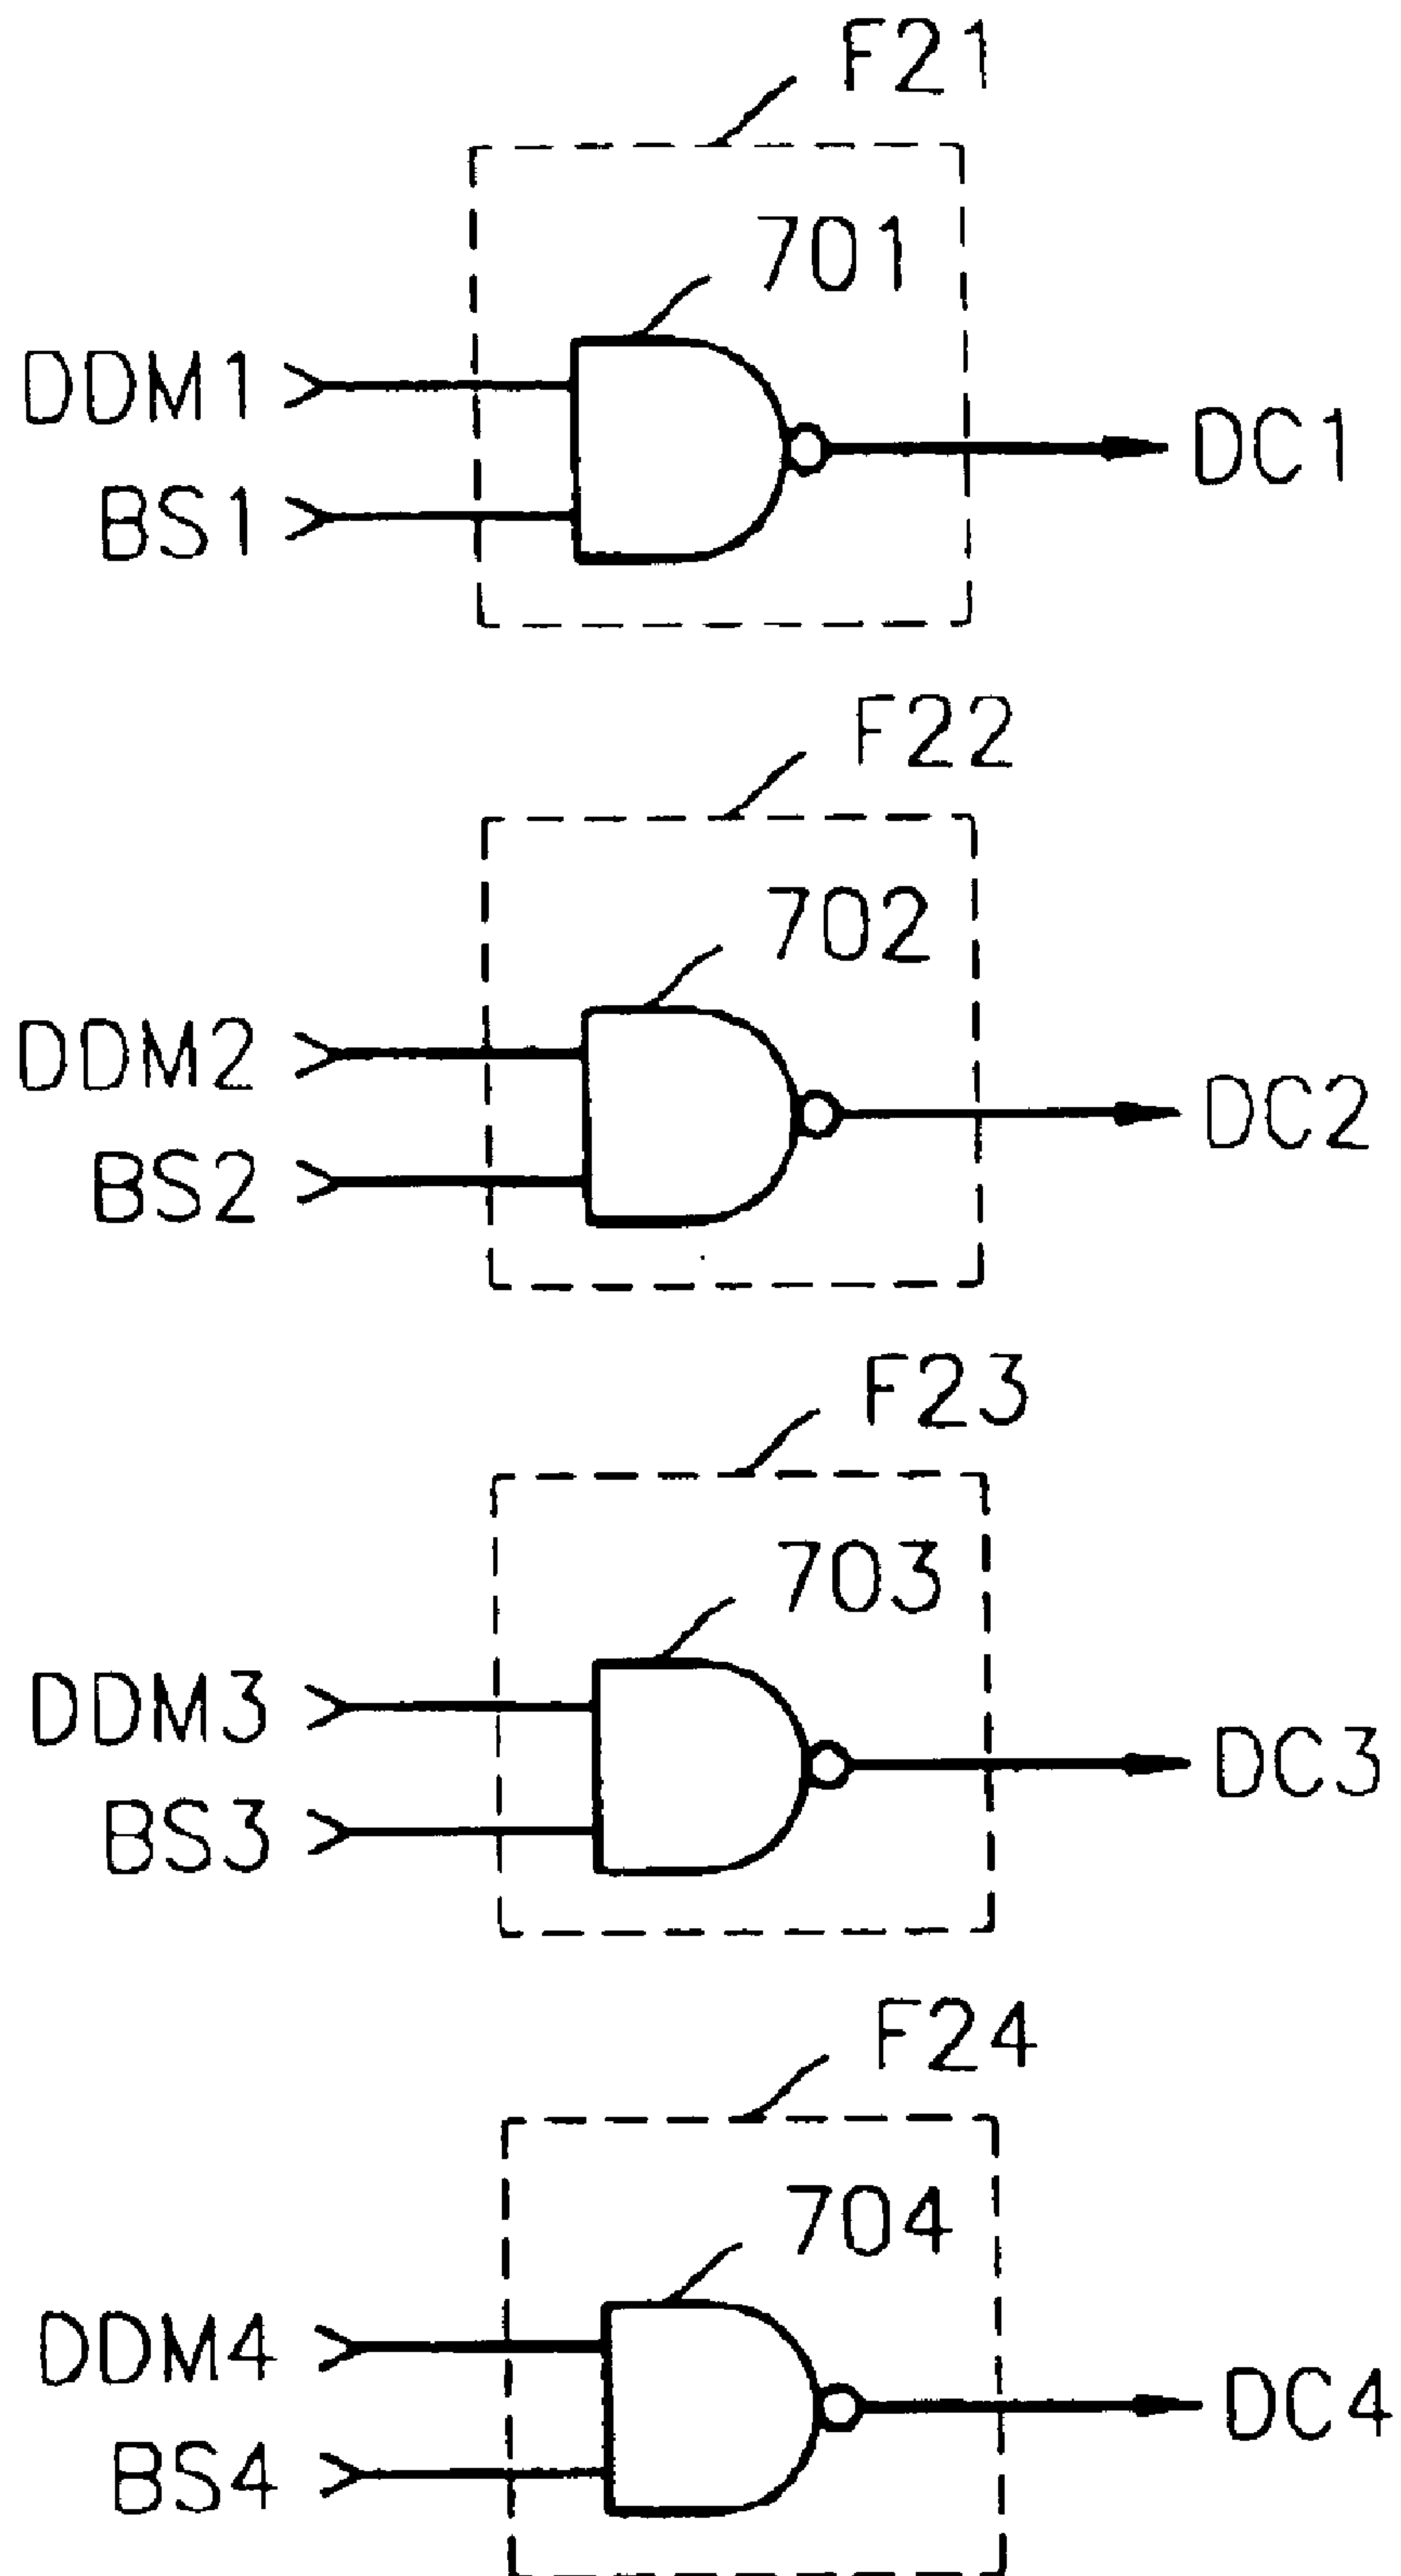 F21
701
DDM1
BS1
DC1
F22
702
DDM2
BS2
DC2
F23
703
DDM3
BS3
DC3
F24
704
DDM4
BS4
DC4